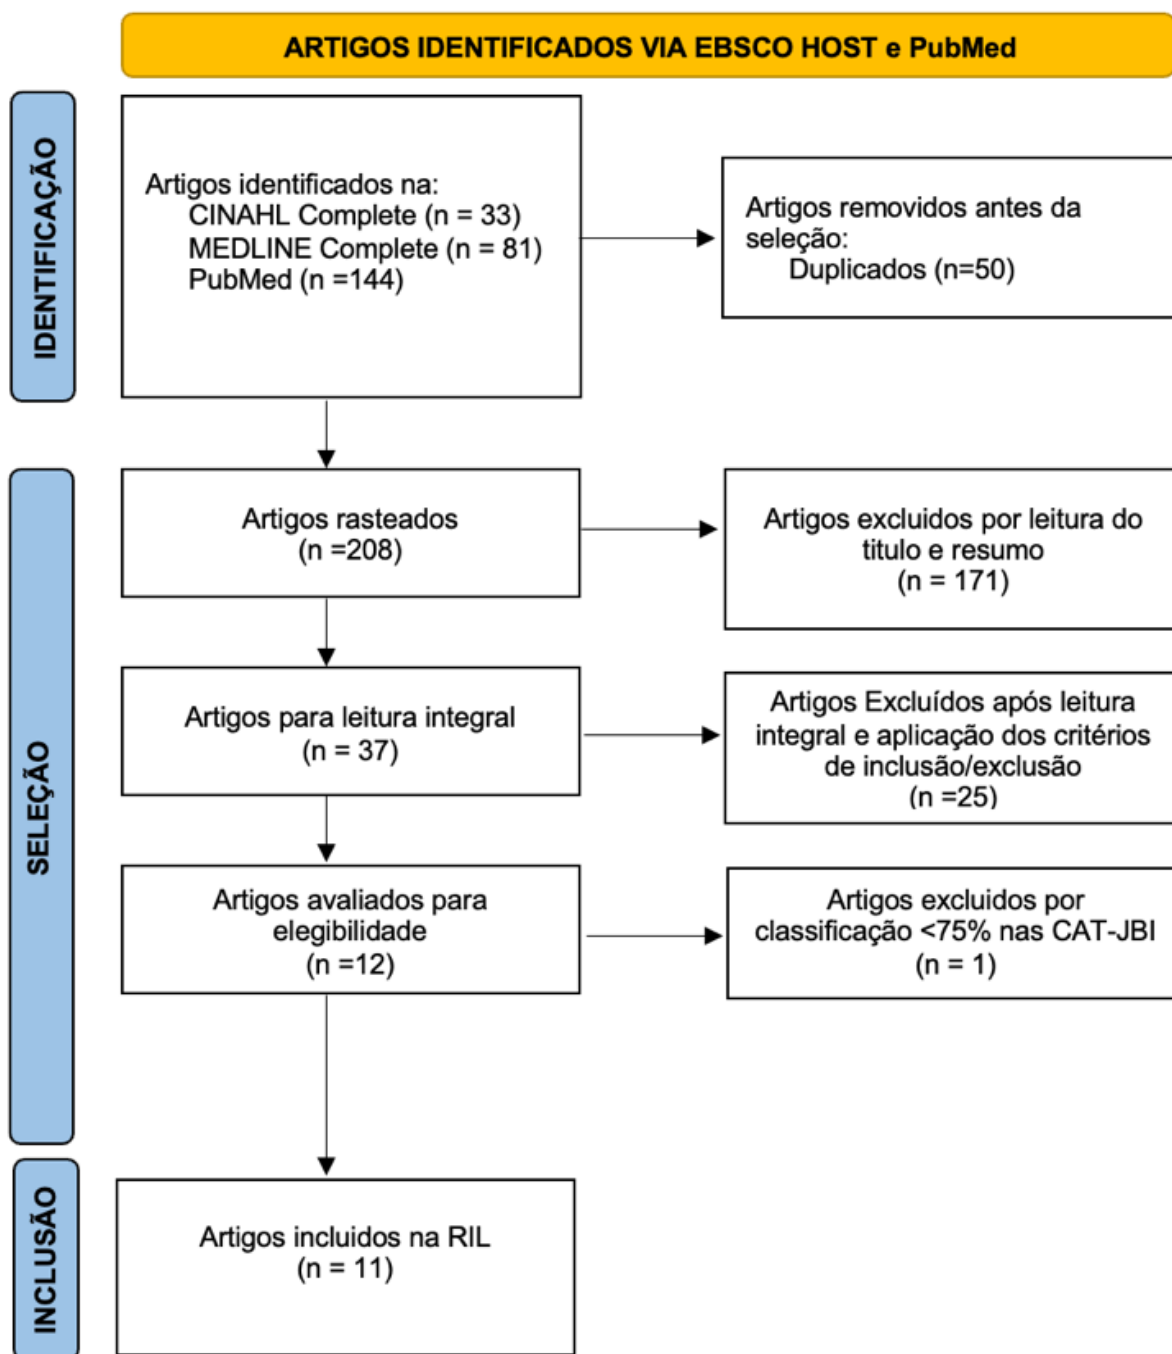 ARTIGOS IDENTIFICADOS VIA EBSCO HOST e PubMed
IDENTIFICAÇÃO
Artigos identificados na:
CINAHL Complete (n = 33)
MEDLINE Complete (n = 81)
PubMed (n =144)
Artigos removidos antes da
seleção:
Duplicados (n=50)
SELEÇÃO
Artigos rasteados
(n =208)
Artigos excluidos por leitura do
titulo e resumo
(n = 171)
Artigos para leitura integral
(n = 37)
Artigos Excluídos após leitura
integral e aplicação dos critérios
de inclusão/exclusão
(n =25)
Artigos avaliados para
elegibilidade
(n =12)
Artigos excluidos por
classificação <75% nas CAT-JBI
(n = 1)
INCLUSÃO
Artigos incluidos na RIL
(n = 11)